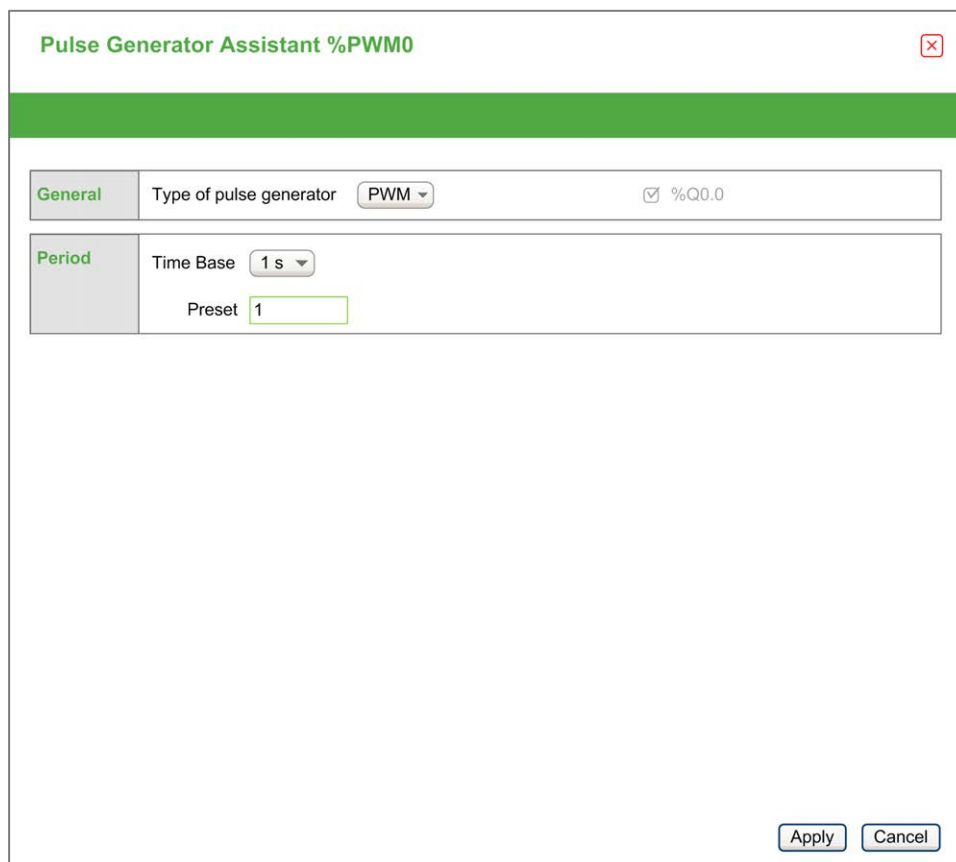 Pulse Generator Assistant %PWM0
General Type of pulse generator PWM %Q0.0
Period Time Base 1 s
Preset 1
Apply Cancel